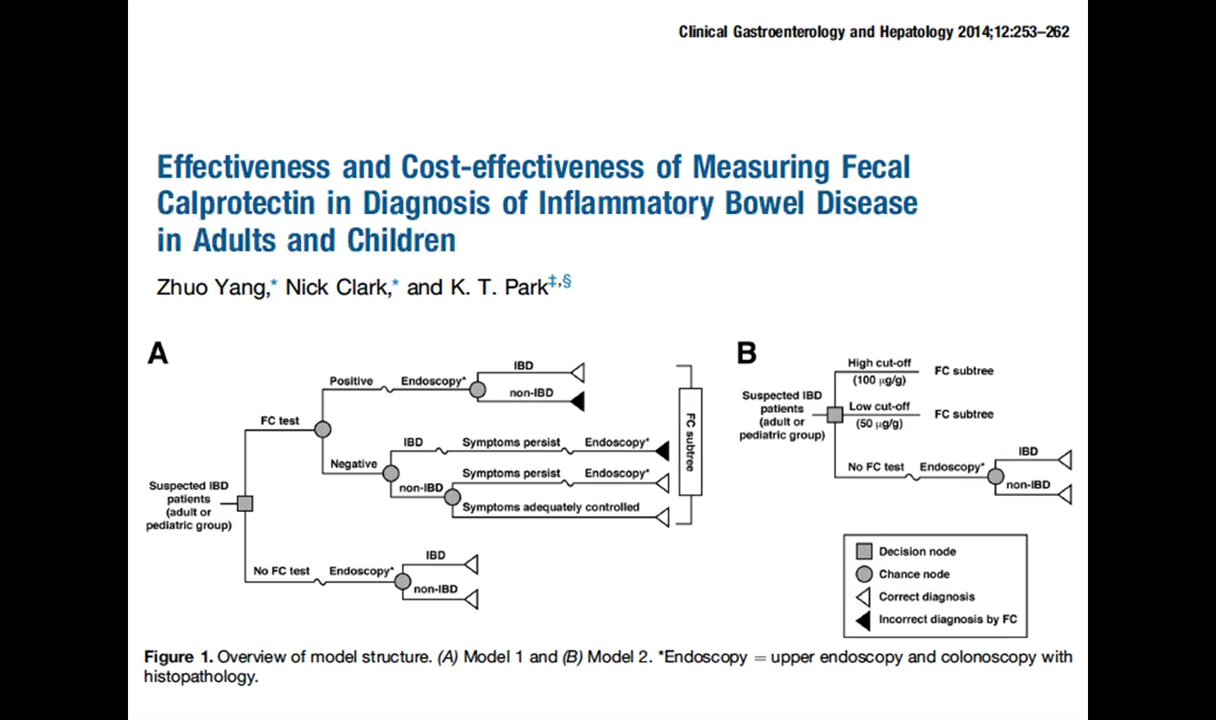 Clinical Gastroenterology and Hepatology 2014;12:253–262
Effectiveness and Cost-effectiveness of Measuring Fecal
Calprotectin in Diagnosis of Inflammatory Bowel Disease
in Adults and Children
Zhuo Yang,* Nick Clark,* and K. T. Park‡,§
A
Suspected IBD
patients
(adult or
pediatric group)
FC test
Positive
Endoscopy*
IBD
non-IBD
Negative
IBD
Symptoms persist
Endoscopy*
non-IBD
Symptoms persist
Endoscopy*
Symptoms adequately controlled
FC subtree
No FC test
Endoscopy*
IBD
non-IBD
B
Suspected IBD
patients
(adult or
pediatric group)
High cut-off
(100 μg/g)
FC subtree
Low cut-off
(50 μg/g)
FC subtree
No FC test
Endoscopy*
IBD
non-IBD
Decision node
Chance node
Correct diagnosis
Incorrect diagnosis by FC
Figure 1. Overview of model structure. (A) Model 1 and (B) Model 2. *Endoscopy = upper endoscopy and colonoscopy with
histopathology.